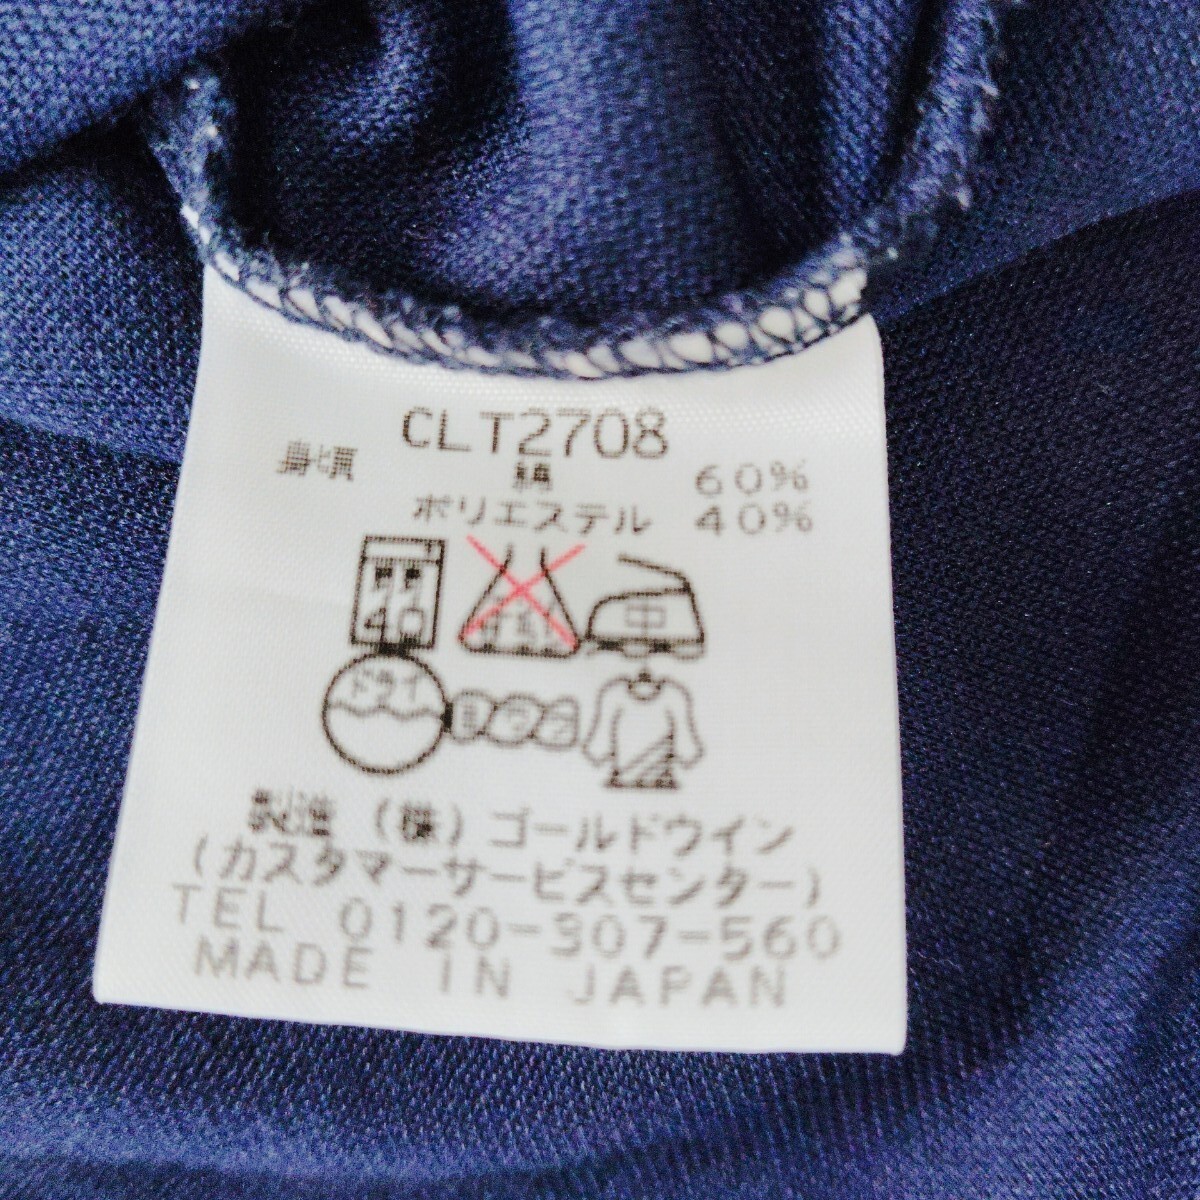 CLT2708
身頃 綿 60%
ポリエステル 40%
40 中
ドライ
製造 (株) ゴールドウイン
(カスタマーサービスセンター)
TEL 0120-307-560
MADE IN JAPAN